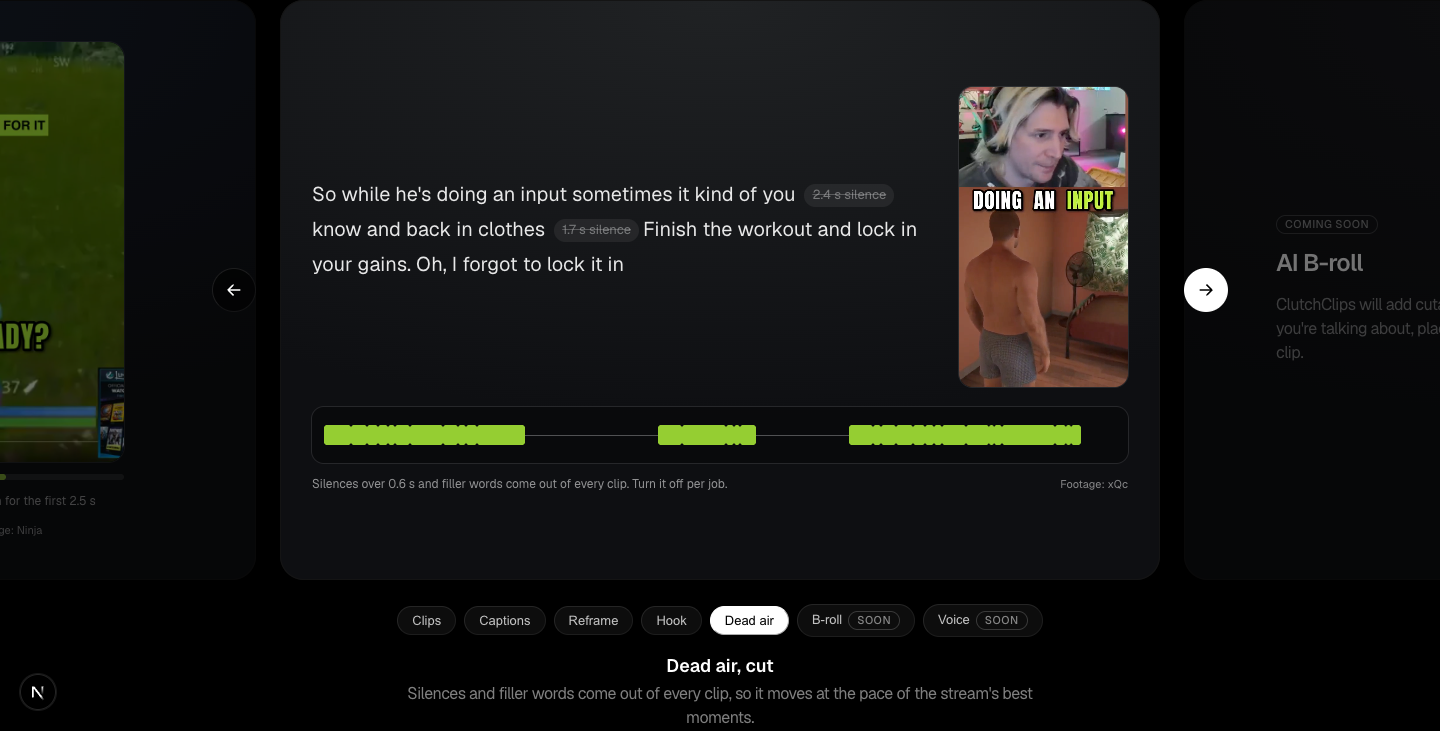 SW
FOR IT
ADY?
37
for the first 2.5 s
ge: Ninja
So while he's doing an input sometimes it kind of you 2.4 s silence
know and back in clothes 1.7 s silence Finish the workout and lock in
your gains. Oh, I forgot to lock it in
DOING AN INPUT
Silences over 0.6 s and filler words come out of every clip. Turn it off per job.
Footage: xQc
COMING SOON
AI B-roll
ClutchClips will add cuta
you're talking about, plac
clip.
Clips
Captions
Reframe
Hook
Dead air
B-roll SOON
Voice SOON
Dead air, cut
Silences and filler words come out of every clip, so it moves at the pace of the stream's best
moments.
N